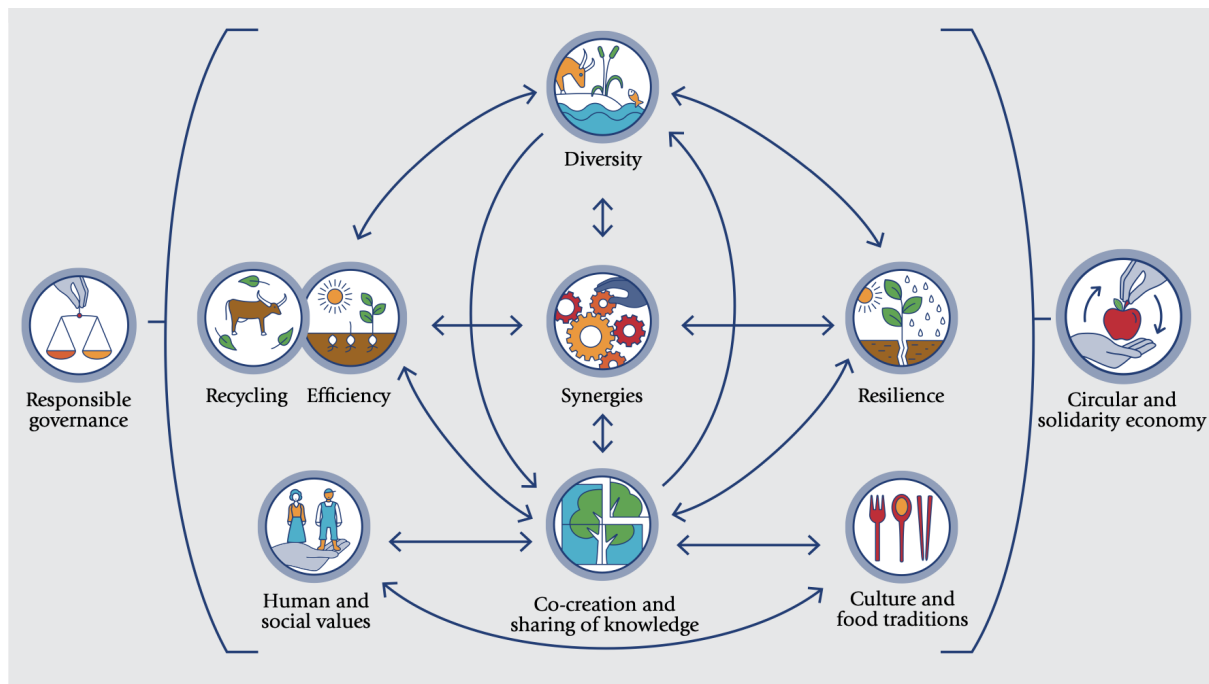 Diversity
Responsible
governance
Recycling
Efficiency
Synergies
Resilience
Circular and
solidarity economy
Human and
social values
Co-creation and
sharing of knowledge
Culture and
food traditions